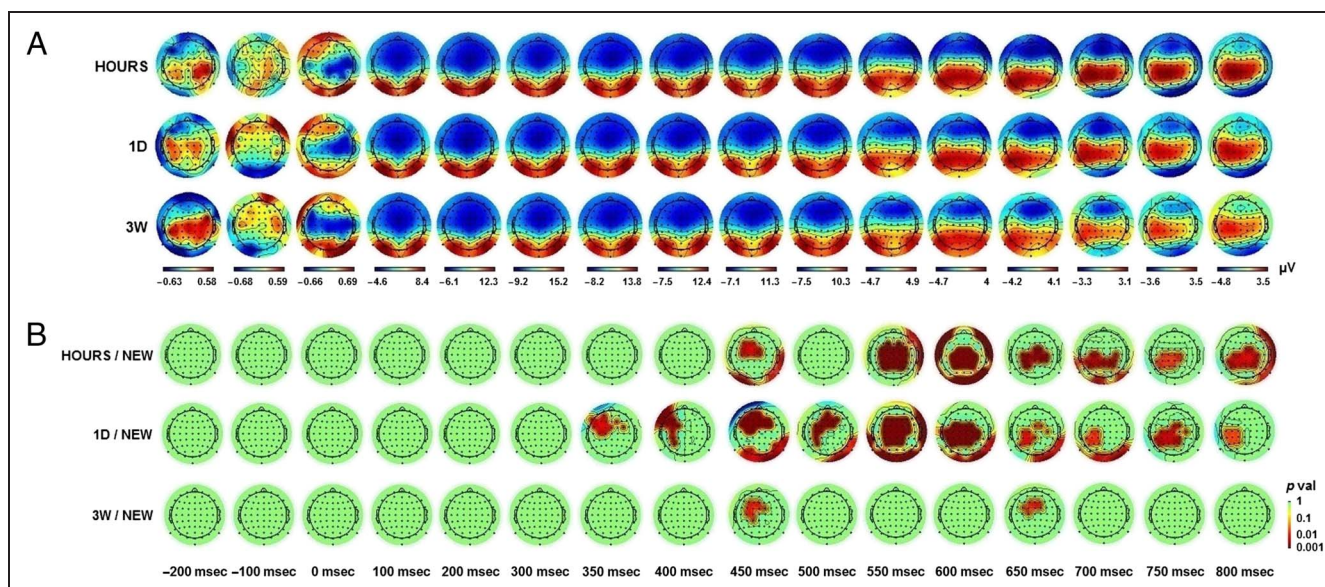 A
HOURS
1D
3W
µV
−0.63 0.58 −0.68 0.59 −0.66 0.69 −4.6 8.4 −6.1 12.3 −9.2 15.2 −8.2 13.8 −7.5 12.4 −7.1 11.3 −7.5 10.3 −4.7 4.9 −4.7 4 −4.2 4.1 −3.3 3.1 −3.6 3.5 −4.8 3.5
B
HOURS / NEW
1D / NEW
3W / NEW
p val
1
0.1
0.01
0.001
−200 msec −100 msec 0 msec 100 msec 200 msec 300 msec 350 msec 400 msec 450 msec 500 msec 550 msec 600 msec 650 msec 700 msec 750 msec 800 msec